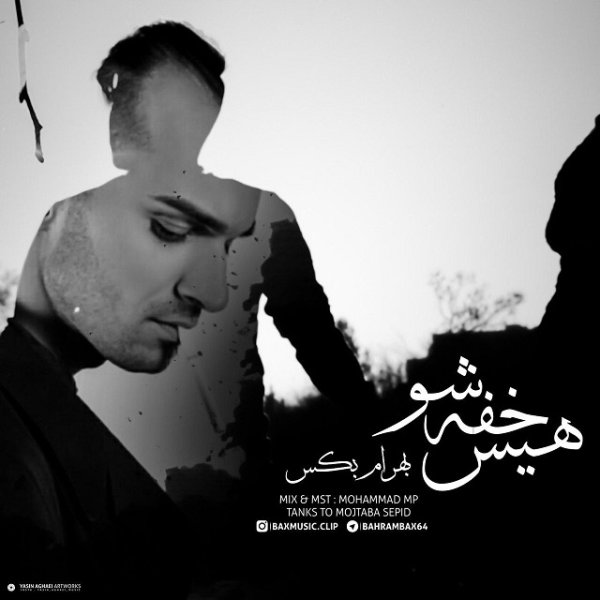 هیس خفه شو
بهرام بکس
MIX & MST : MOHAMMAD MP
TANKS TO MOJTABA SEPID
BAXMUSIC.CLIP BAHRAMBAX64
YASIN AGHAEI ARTWORKS